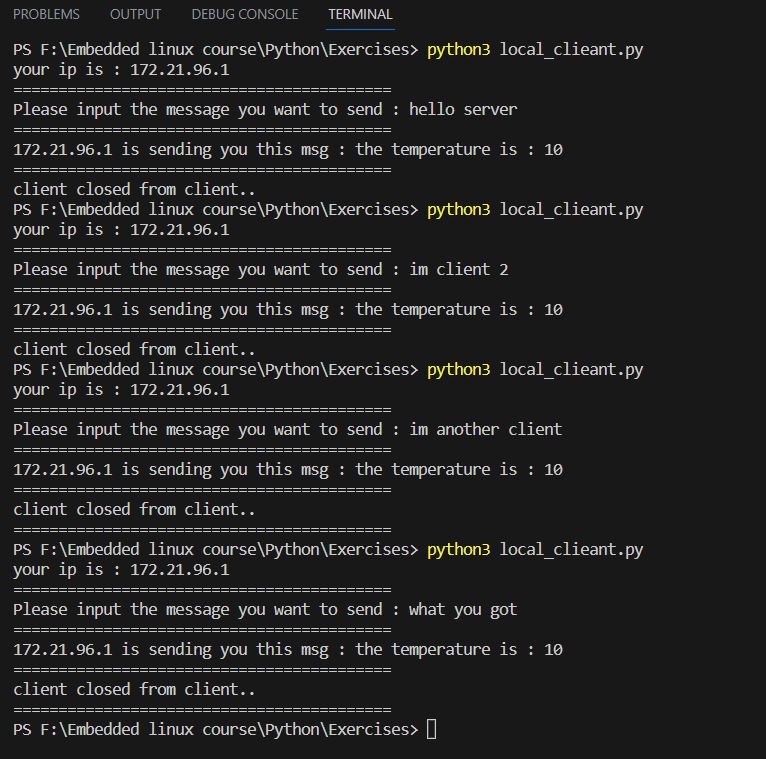 PROBLEMS OUTPUT DEBUG CONSOLE TERMINAL
PS F:\Embedded linux course\Python\Exercises> python3 local_clieant.py
your ip is : 172.21.96.1
==========================================
Please input the message you want to send : hello server
==========================================
172.21.96.1 is sending you this msg : the temperature is : 10
==========================================
client closed from client..
PS F:\Embedded linux course\Python\Exercises> python3 local_clieant.py
your ip is : 172.21.96.1
==========================================
Please input the message you want to send : im client 2
==========================================
172.21.96.1 is sending you this msg : the temperature is : 10
==========================================
client closed from client..
PS F:\Embedded linux course\Python\Exercises> python3 local_clieant.py
your ip is : 172.21.96.1
==========================================
Please input the message you want to send : im another client
==========================================
172.21.96.1 is sending you this msg : the temperature is : 10
==========================================
client closed from client..
==========================================
PS F:\Embedded linux course\Python\Exercises> python3 local_clieant.py
your ip is : 172.21.96.1
==========================================
Please input the message you want to send : what you got
==========================================
172.21.96.1 is sending you this msg : the temperature is : 10
==========================================
client closed from client..
==========================================
PS F:\Embedded linux course\Python\Exercises>